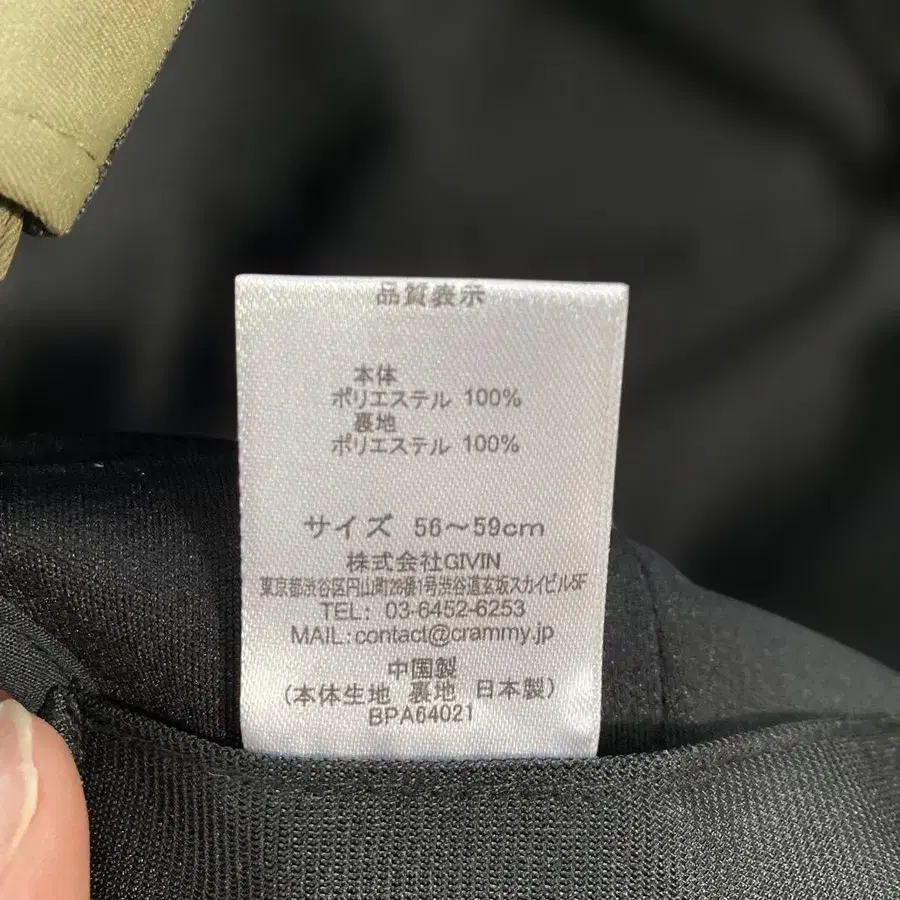 品質表示
本体
ポリエステル 100%
裏地
ポリエステル 100%
サイズ 56～59cm
株式会社GIVIN
東京都渋谷区円山町26番1号渋谷道玄坂スカイビル5F
TEL: 03-6452-6253
MAIL:contact@crammy.jp
中国製
(本体生地 裏地 日本製)
BPA64021